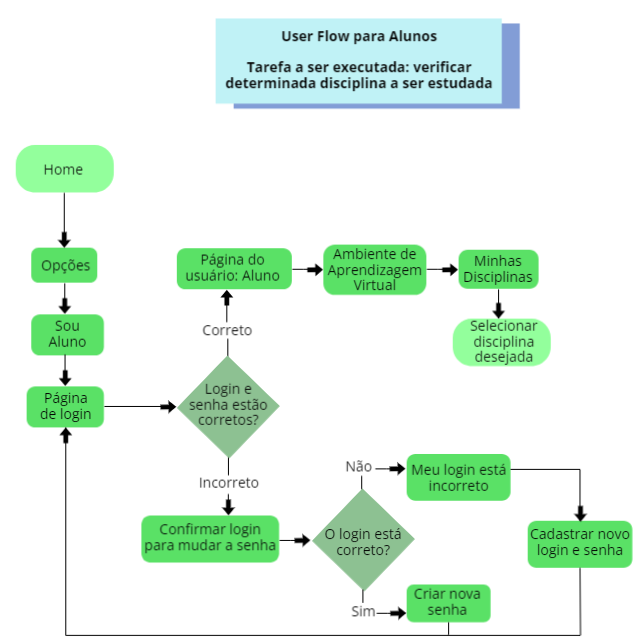 User Flow para Alunos
Tarefa a ser executada: verificar
determinada disciplina a ser estudada
Home
Opções
Sou
Aluno
Página
de login
Login e
senha estão
corretos?
Correto
Página do
usuário: Aluno
Ambiente de
Aprendizagem
Virtual
Minhas
Disciplinas
Selecionar
disciplina
desejada
Incorreto
Confirmar login
para mudar a senha
O login está
correto?
Não
Meu login está
incorreto
Cadastrar novo
login e senha
Sim
Criar nova
senha